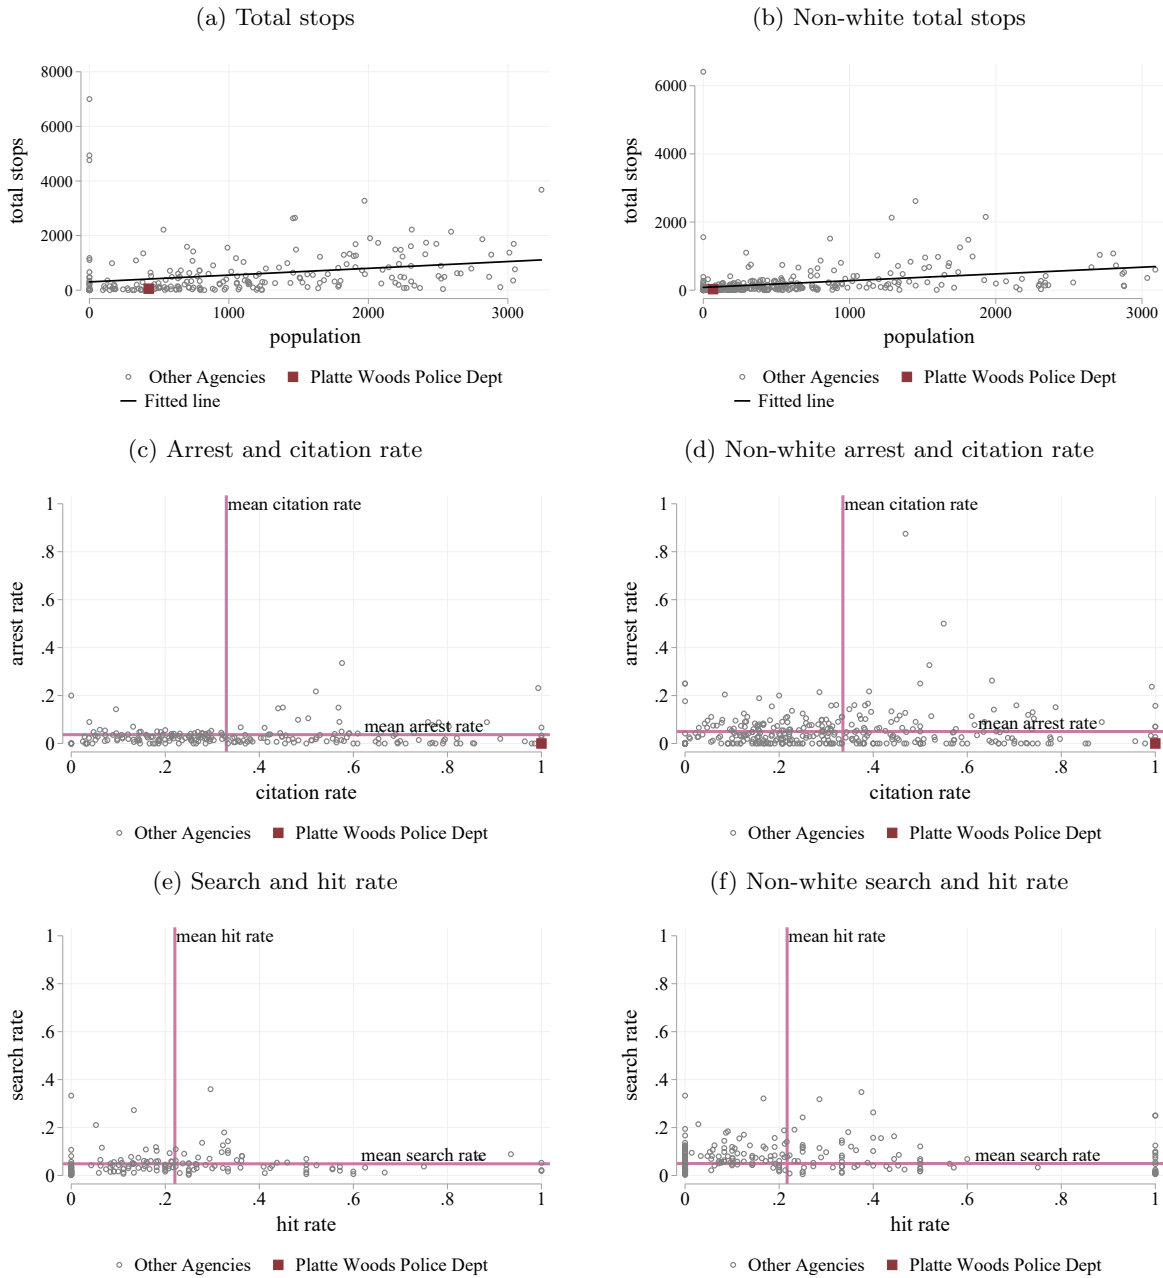 (a) Total stops
(b) Non-white total stops
8000
6000
4000
2000
0
total stops
0
1000
2000
3000
population
Other Agencies
Platte Woods Police Dept
Fitted line
6000
4000
2000
0
total stops
0
1000
2000
3000
population
Other Agencies
Platte Woods Police Dept
Fitted line
(c) Arrest and citation rate
(d) Non-white arrest and citation rate
1
.8
.6
.4
.2
0
arrest rate
mean citation rate
mean arrest rate
0
.2
.4
.6
.8
1
citation rate
Other Agencies
Platte Woods Police Dept
1
.8
.6
.4
.2
0
arrest rate
mean citation rate
mean arrest rate
0
.2
.4
.6
.8
1
citation rate
Other Agencies
Platte Woods Police Dept
(e) Search and hit rate
(f) Non-white search and hit rate
1
.8
.6
.4
.2
0
search rate
mean hit rate
mean search rate
0
.2
.4
.6
.8
1
hit rate
Other Agencies
Platte Woods Police Dept
1
.8
.6
.4
.2
0
search rate
mean hit rate
mean search rate
0
.2
.4
.6
.8
1
hit rate
Other Agencies
Platte Woods Police Dept